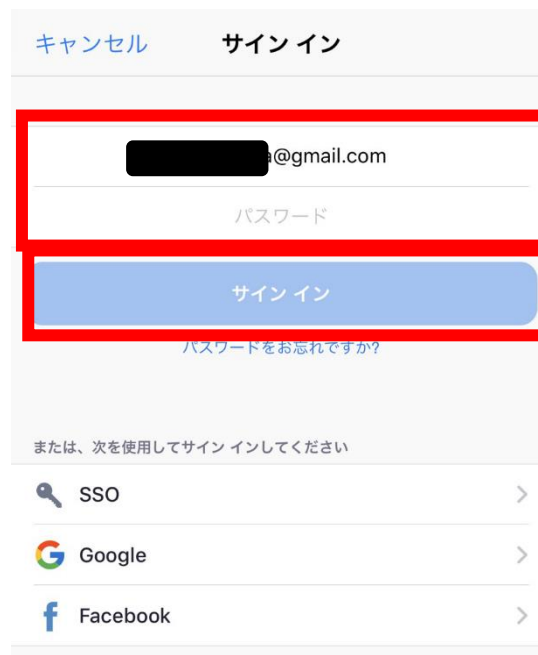 キャンセル サイン イン
@gmail.com
パスワード
サイン イン
パスワードをお忘れですか?
または、次を使用してサイン インしてください
SSO
Google
Facebook